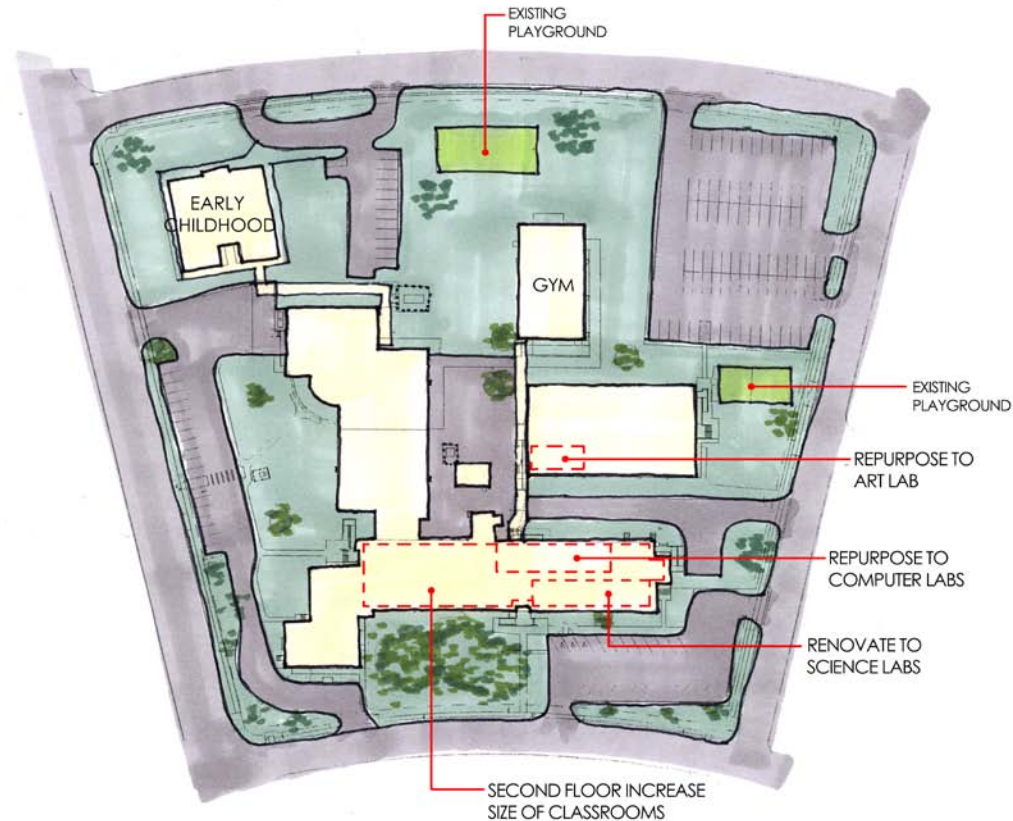 EXISTING
PLAYGROUND
EARLY
CHILDHOOD
GYM
EXISTING
PLAYGROUND
REPURPOSE TO
ART LAB
REPURPOSE TO
COMPUTER LABS
RENOVATE TO
SCIENCE LABS
SECOND FLOOR INCREASE
SIZE OF CLASSROOMS